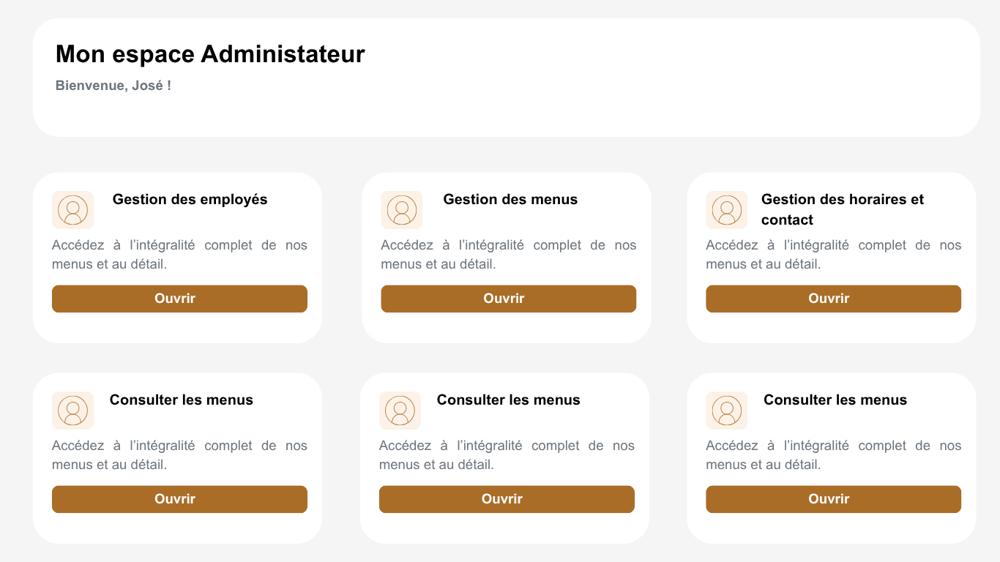 Mon espace Administateur
Bienvenue, José !
Gestion des employés
Accédez à l’intégralité complet de nos
menus et au détail.
Ouvrir
Gestion des menus
Accédez à l’intégralité complet de nos
menus et au détail.
Ouvrir
Gestion des horaires et
contact
Accédez à l’intégralité complet de nos
menus et au détail.
Ouvrir
Consulter les menus
Accédez à l’intégralité complet de nos
menus et au détail.
Ouvrir
Consulter les menus
Accédez à l’intégralité complet de nos
menus et au détail.
Ouvrir
Consulter les menus
Accédez à l’intégralité complet de nos
menus et au détail.
Ouvrir